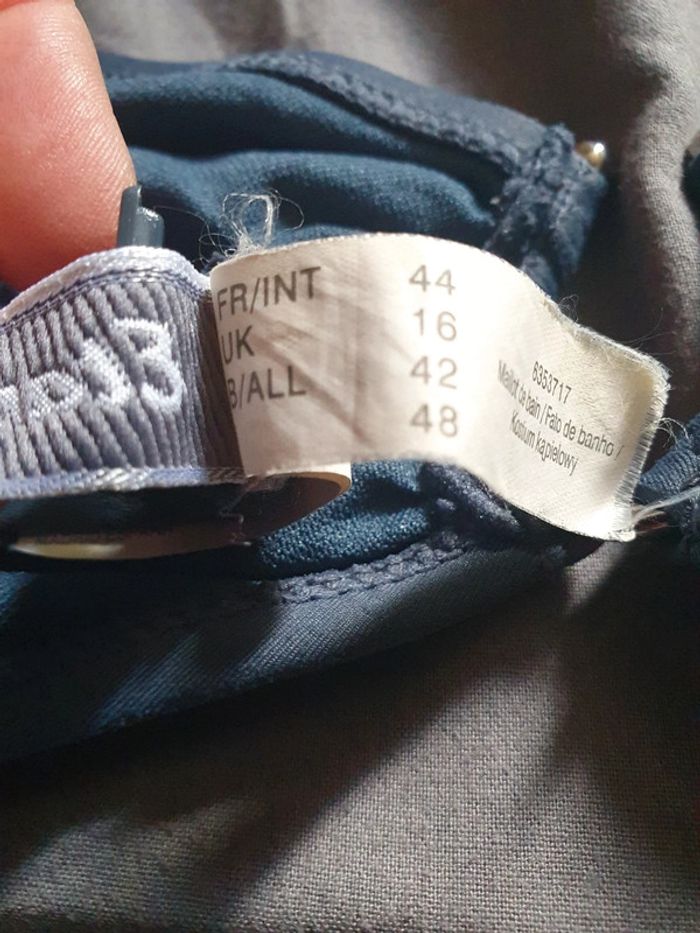 FR/INT 44
UK 16
B/ALL 42
48
6353717
Maillot de bain / Fato de banho /
Kostium kąpielowy